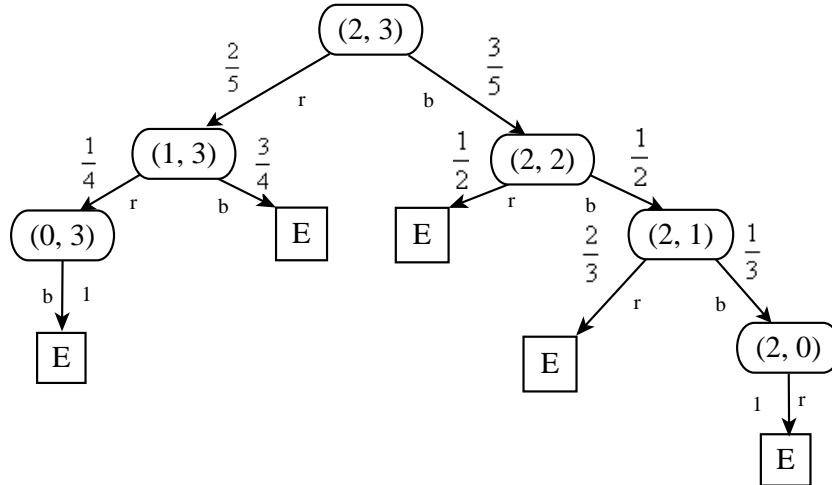 (2, 3)
2/5
3/5
r
b
(1, 3)
(2, 2)
1/4
3/4
1/2
1/2
r
b
r
b
(0, 3)
E
E
(2, 1)
2/3
1/3
b
1
r
b
E
E
(2, 0)
1
r
E